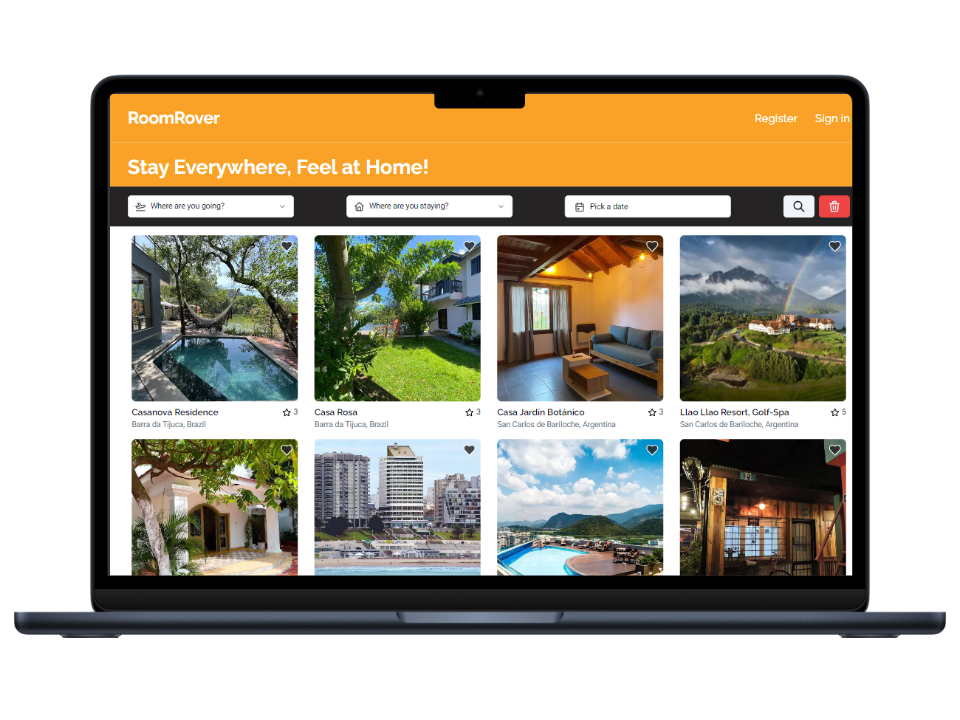 RoomRover
Register
Sign In
Stay Everywhere, Feel at Home!
Where are you going?
Where are you staying?
Pick a date
Casanova Residence
3
Casa Rosa
3
Casa Jardín Botánico
3
Llao Llao Resort, Golf-Spa
5
Barra da Tijuca, Brazil
Barra da Tijuca, Brazil
San Carlos de Bariloche, Argentina
San Carlos de Bariloche, Argentina